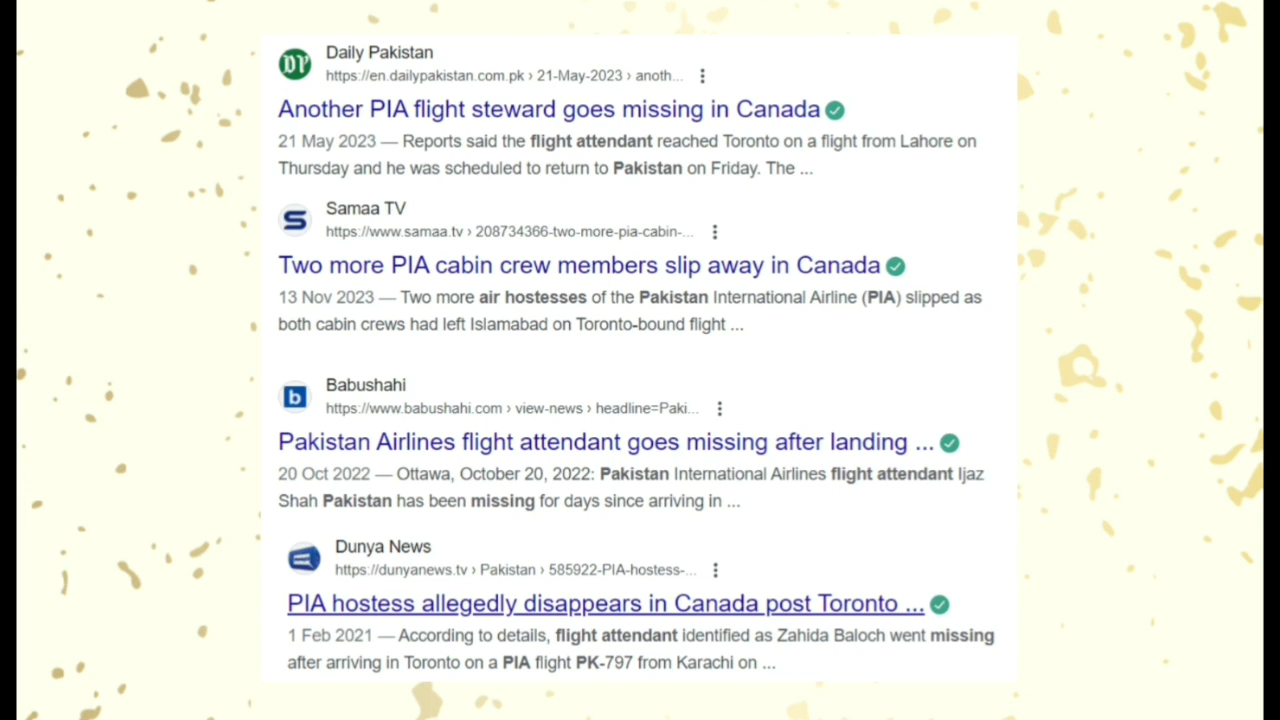 Daily Pakistan
https://en.dailypakistan.com.pk › 21-May-2023 › anoth...
Another PIA flight steward goes missing in Canada
21 May 2023 — Reports said the flight attendant reached Toronto on a flight from Lahore on
Thursday and he was scheduled to return to Pakistan on Friday. The ...
Samaa TV
https://www.samaa.tv › 208734366-two-more-pia-cabin-...
Two more PIA cabin crew members slip away in Canada
13 Nov 2023 — Two more air hostesses of the Pakistan International Airline (PIA) slipped as
both cabin crews had left Islamabad on Toronto-bound flight ...
Babushahi
https://www.babushahi.com › view-news › headline=Paki...
Pakistan Airlines flight attendant goes missing after landing ...
20 Oct 2022 — Ottawa, October 20, 2022: Pakistan International Airlines flight attendant Ijaz
Shah Pakistan has been missing for days since arriving in ...
Dunya News
https://dunyanews.tv › Pakistan › 585922-PIA-hostess-...
PIA hostess allegedly disappears in Canada post Toronto ...
1 Feb 2021 — According to details, flight attendant identified as Zahida Baloch went missing
after arriving in Toronto on a PIA flight PK-797 from Karachi on ...